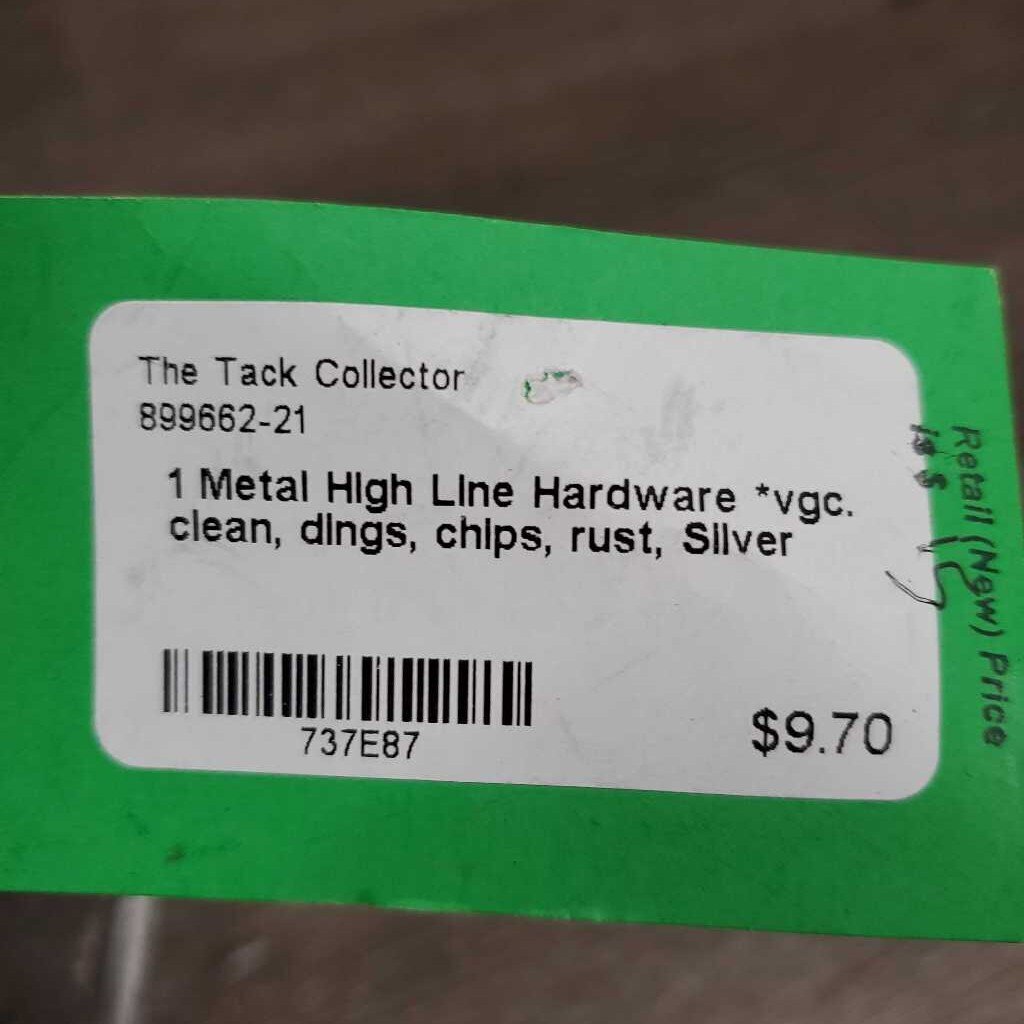 The Tack Collector
899662-21
1 Metal High Line Hardware *vgc.
clean, dings, chips, rust, Silver
737E87
$9.70
Retail (New) Price
is $